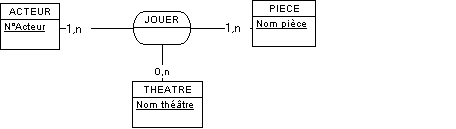 ACTEUR
N°Acteur
1,n
JOUER
1,n
PIECE
Nom pièce
0,n
THEATRE
Nom théâtre